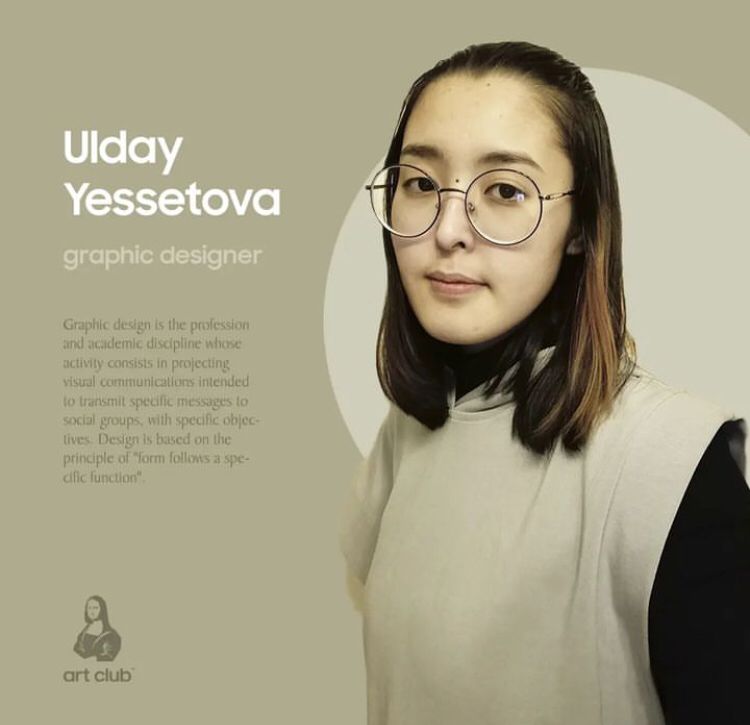 Ulday
Yessetova
graphic designer
Graphic design is the profession
and academic discipline whose
activity consists in projecting
visual communications intended
to transmit specific messages to
social groups, with specific objec-
tives. Design is based on the
principle of "form follows a spe-
cific function".
art club™